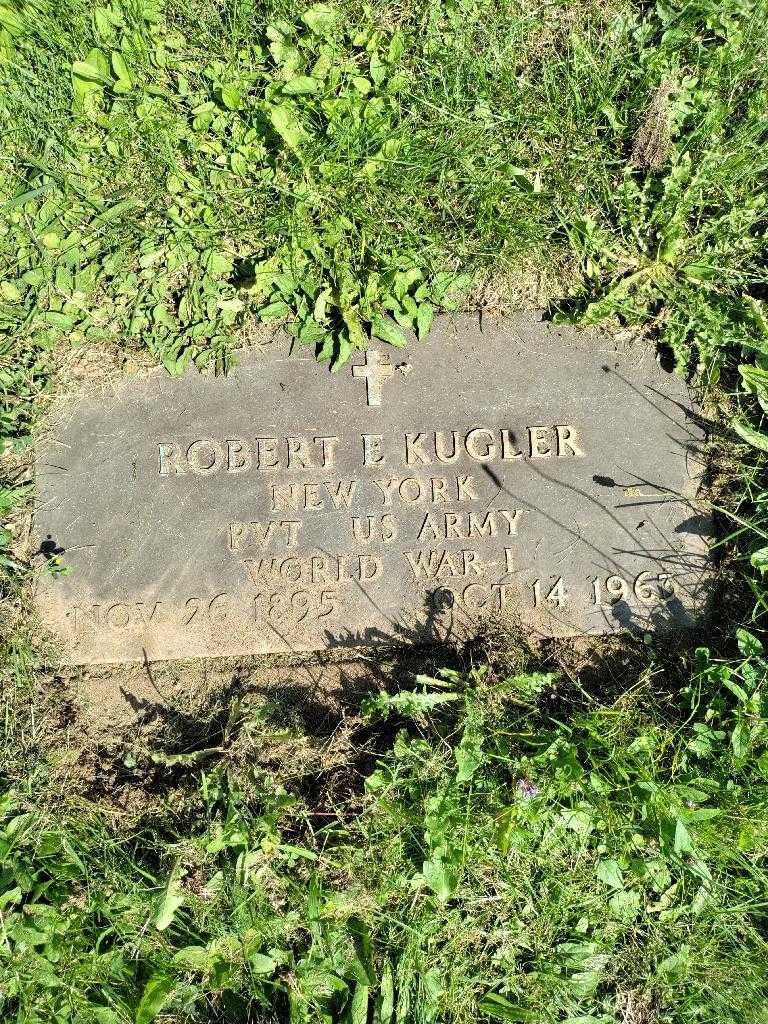 ROBERT E KUGLER
NEW YORK
PVT US ARMY
WORLD WAR I
NOV 26 1895 OCT 14 1963